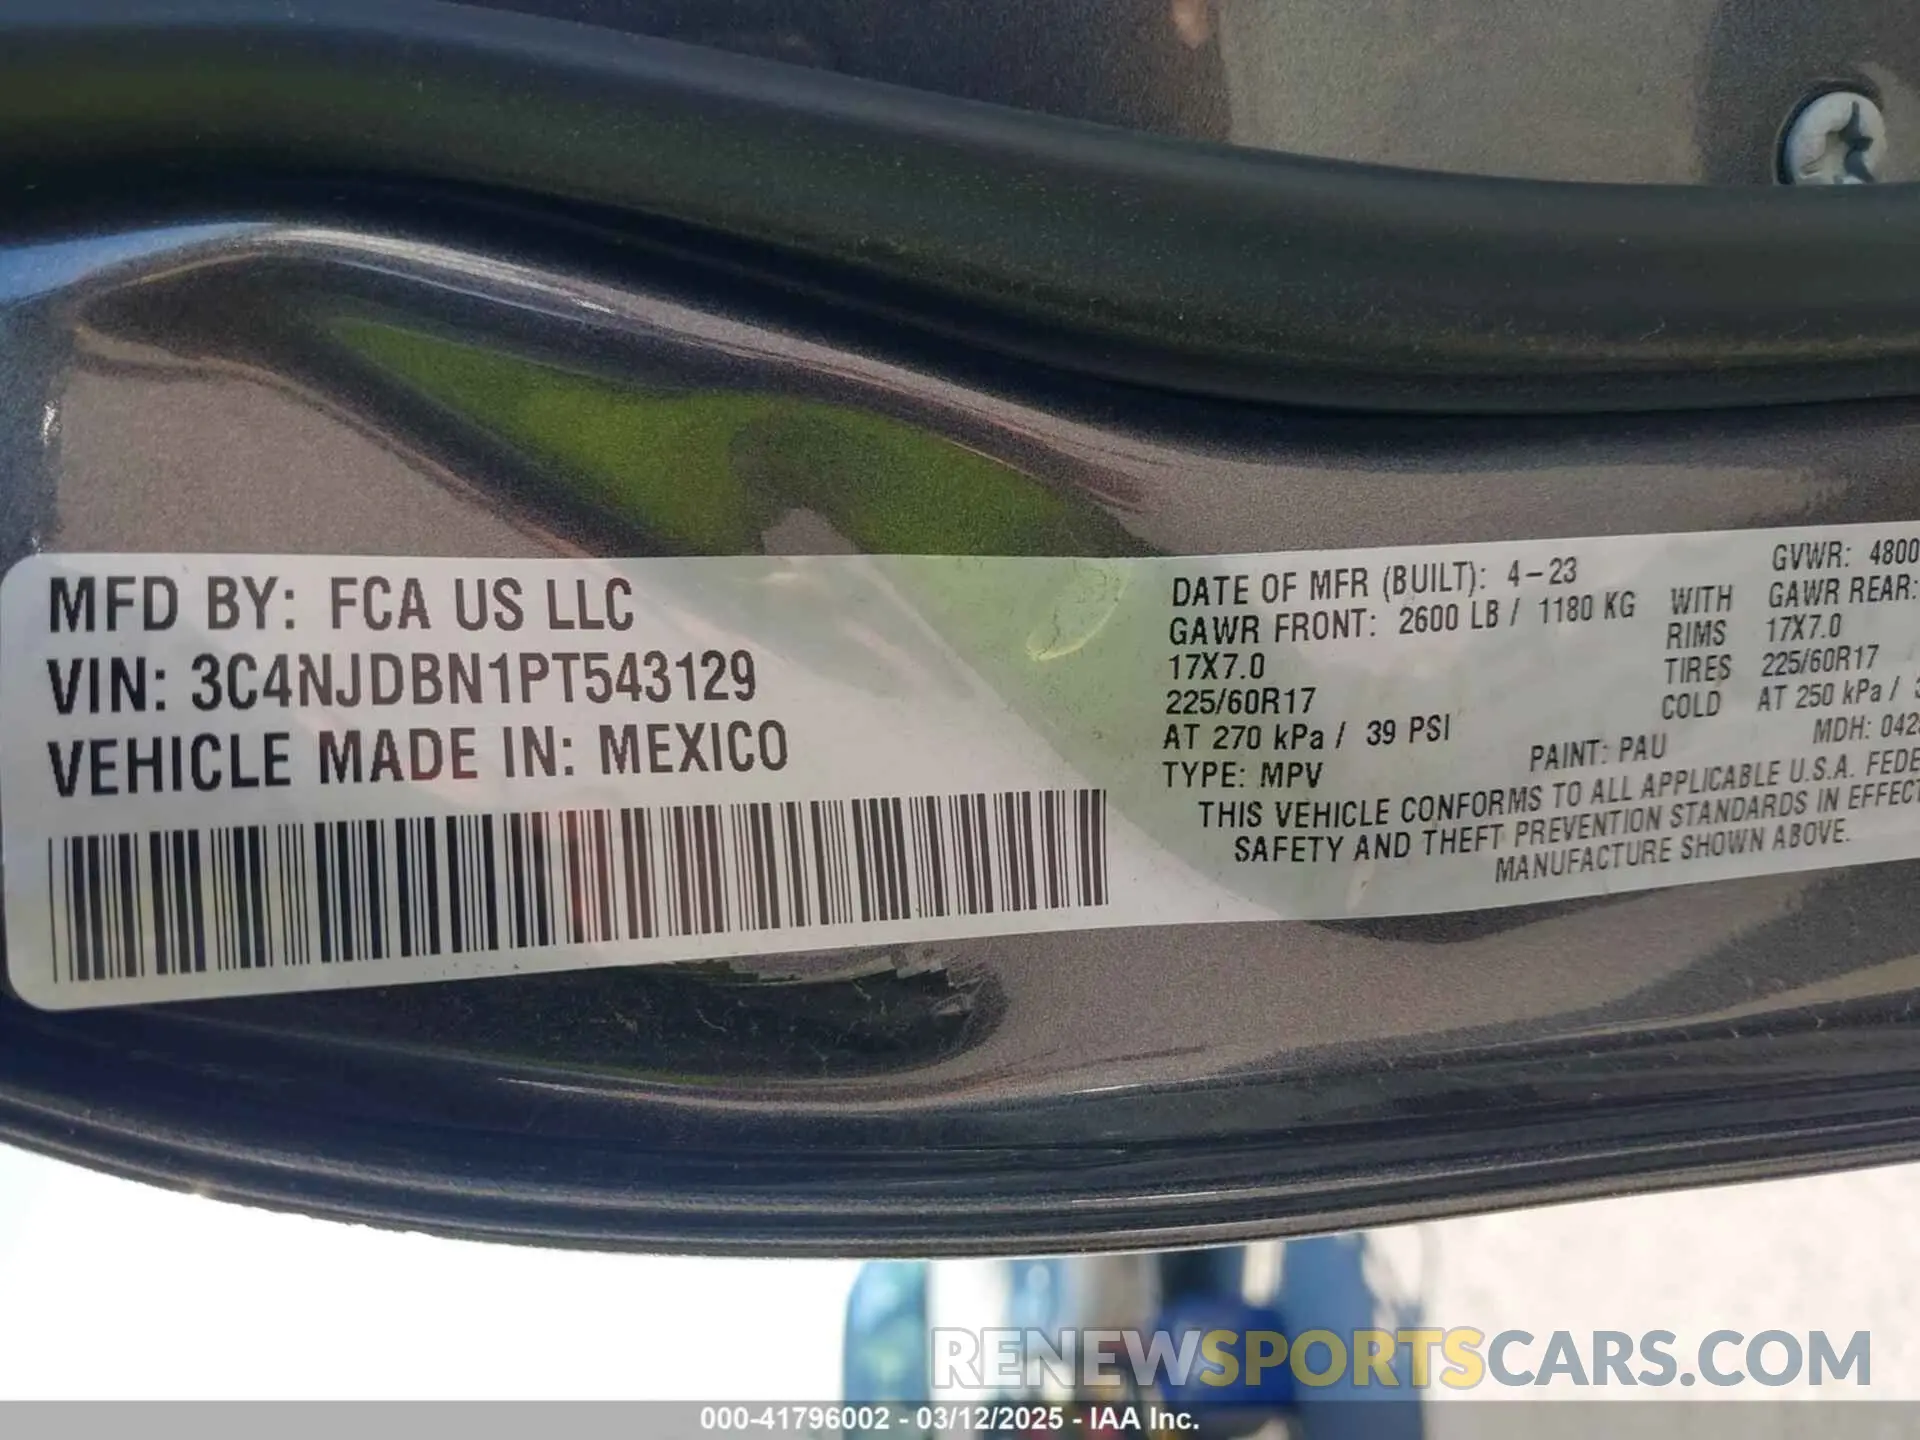 MFD BY: FCA US LLC
VIN: 3C4NJDBN1PT543129
VEHICLE MADE IN: MEXICO
DATE OF MFR (BUILT): 4-23
GVWR: 4800
GAWR FRONT: 2600 LB / 1180 KG WITH GAWR REAR:
17X7.0 RIMS 17X7.0
225/60R17 TIRES 225/60R17
AT 270 kPa / 39 PSI COLD AT 250 kPa /
TYPE: MPV PAINT: PAU MDH:
THIS VEHICLE CONFORMS TO ALL APPLICABLE U.S.A.
SAFETY AND THEFT PREVENTION STANDARDS IN EFFECT
MANUFACTURE SHOWN ABOVE.
RENEWSPORTSCARS.COM
000-41796002 - 03/12/2025 - IAA Inc.